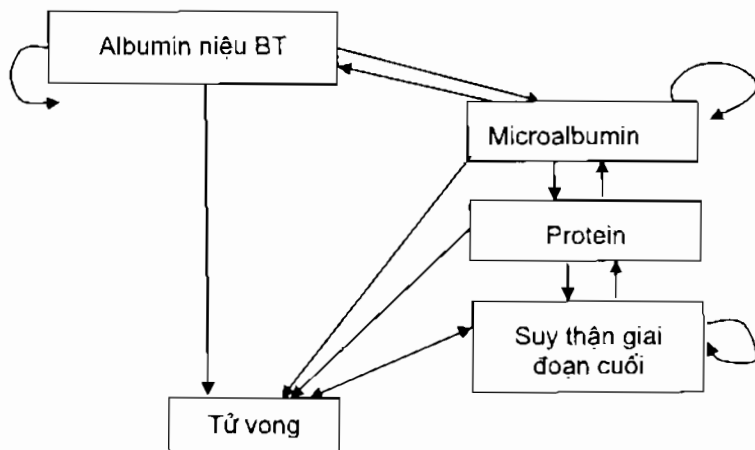 Albumin niệu BT
Microalbumin
Protein
Suy thận giai
đoạn cuối
Tử vong